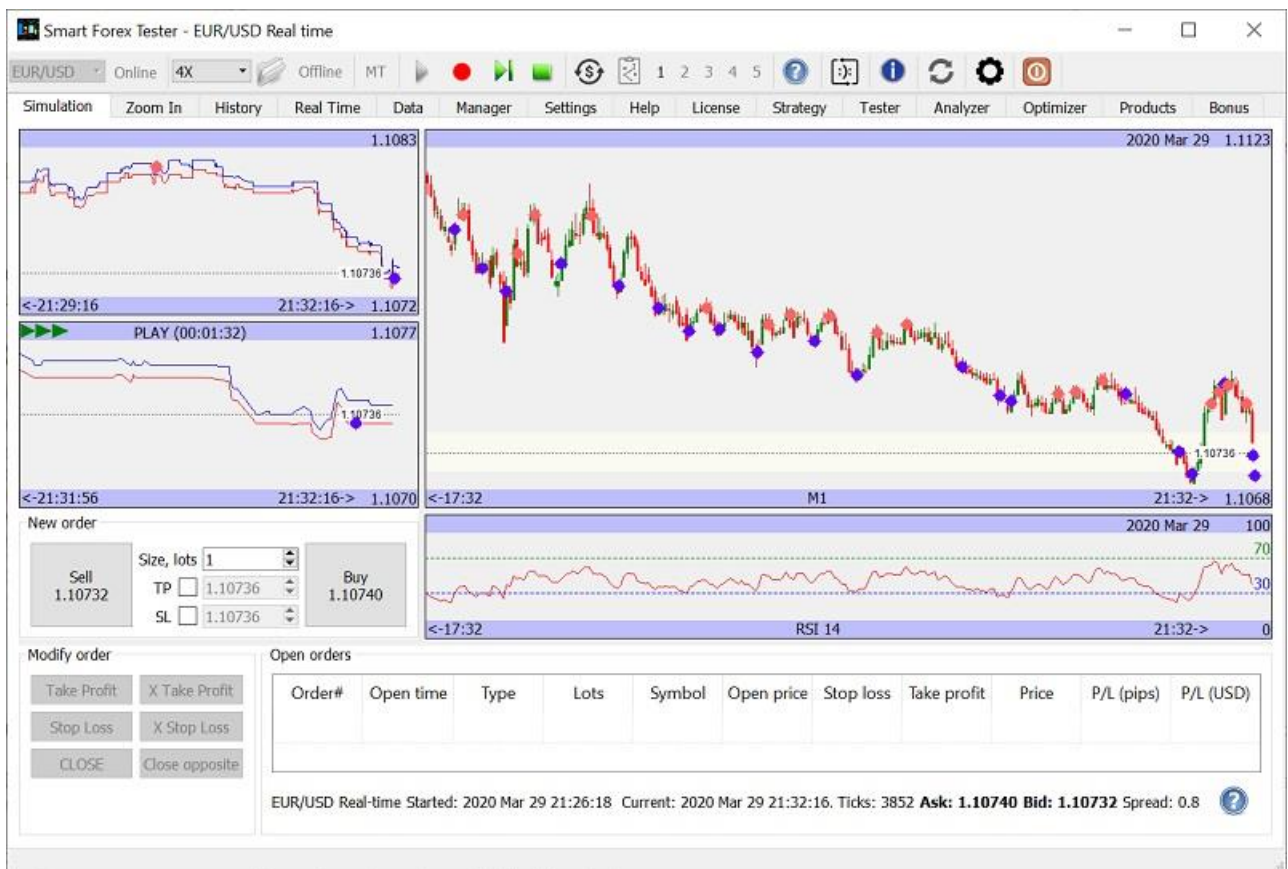 Smart Forex Tester - EUR/USD Real time
EUR/USD Online 4X Offline MT 1 2 3 4 5
Simulation Zoom In History Real Time Data Manager Settings Help License Strategy Tester Analyzer Optimizer Products Bonus
1.1083
1.10736
<-21:29:16 21:32:16-> 1.1072
PLAY (00:01:32) 1.1077
1.10736
<-21:31:56 21:32:16-> 1.1070
2020 Mar 29 1.1123
1.10736
<-17:32 M1 21:32-> 1.1068
2020 Mar 29 100
70
30
<-17:32 RSI 14 21:32-> 0
New order
Sell
1.10732
Size, lots 1
TP 1.10736
SL 1.10736
Buy
1.10740
Modify order
Take Profit X Take Profit
Stop Loss X Stop Loss
CLOSE Close opposite
Open orders
Order# Open time Type Lots Symbol Open price Stop loss Take profit Price P/L (pips) P/L (USD)
EUR/USD Real-time Started: 2020 Mar 29 21:26:18 Current: 2020 Mar 29 21:32:16. Ticks: 3852 Ask: 1.10740 Bid: 1.10732 Spread: 0.8